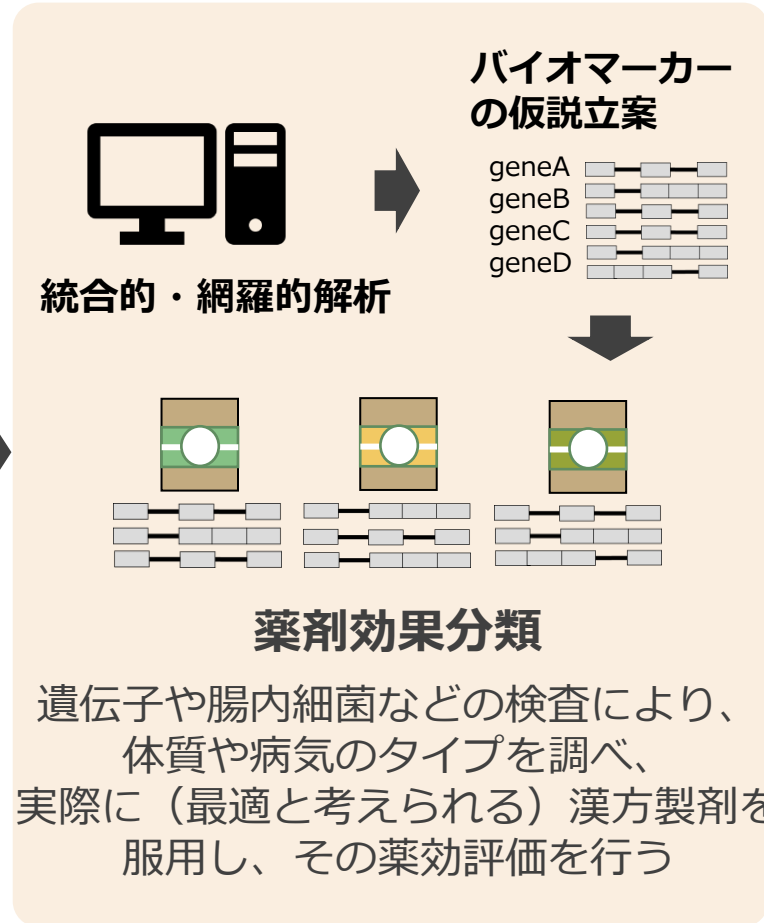 バイオマーカー
の仮説立案
geneA
geneB
geneC
geneD
統合的・網羅的解析
薬剤効果分類
遺伝子や腸内細菌などの検査により、
体質や病気のタイプを調べ、
実際に（最適と考えられる）漢方製剤を
服用し、その薬効評価を行う